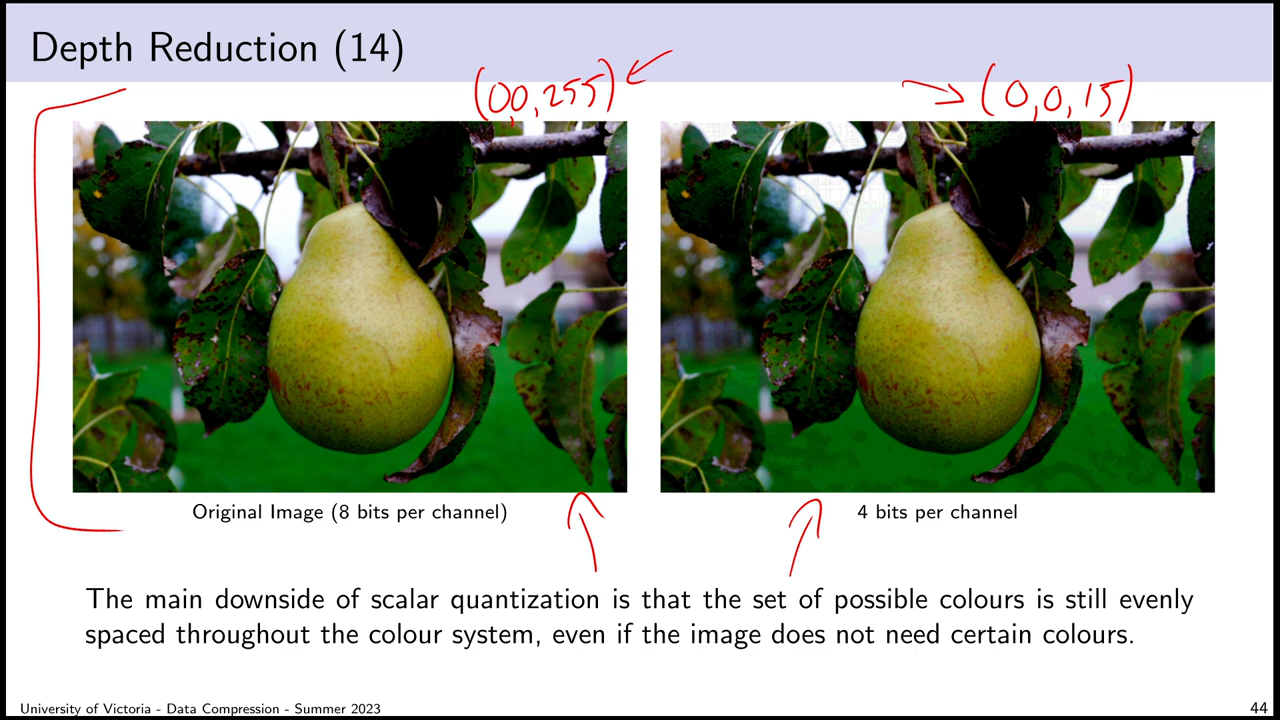 Depth Reduction (14)
(0,0,255)
(0,0,15)
Original Image (8 bits per channel)
4 bits per channel
The main downside of scalar quantization is that the set of possible colours is still evenly
spaced throughout the colour system, even if the image does not need certain colours.
University of Victoria - Data Compression - Summer 2023
44